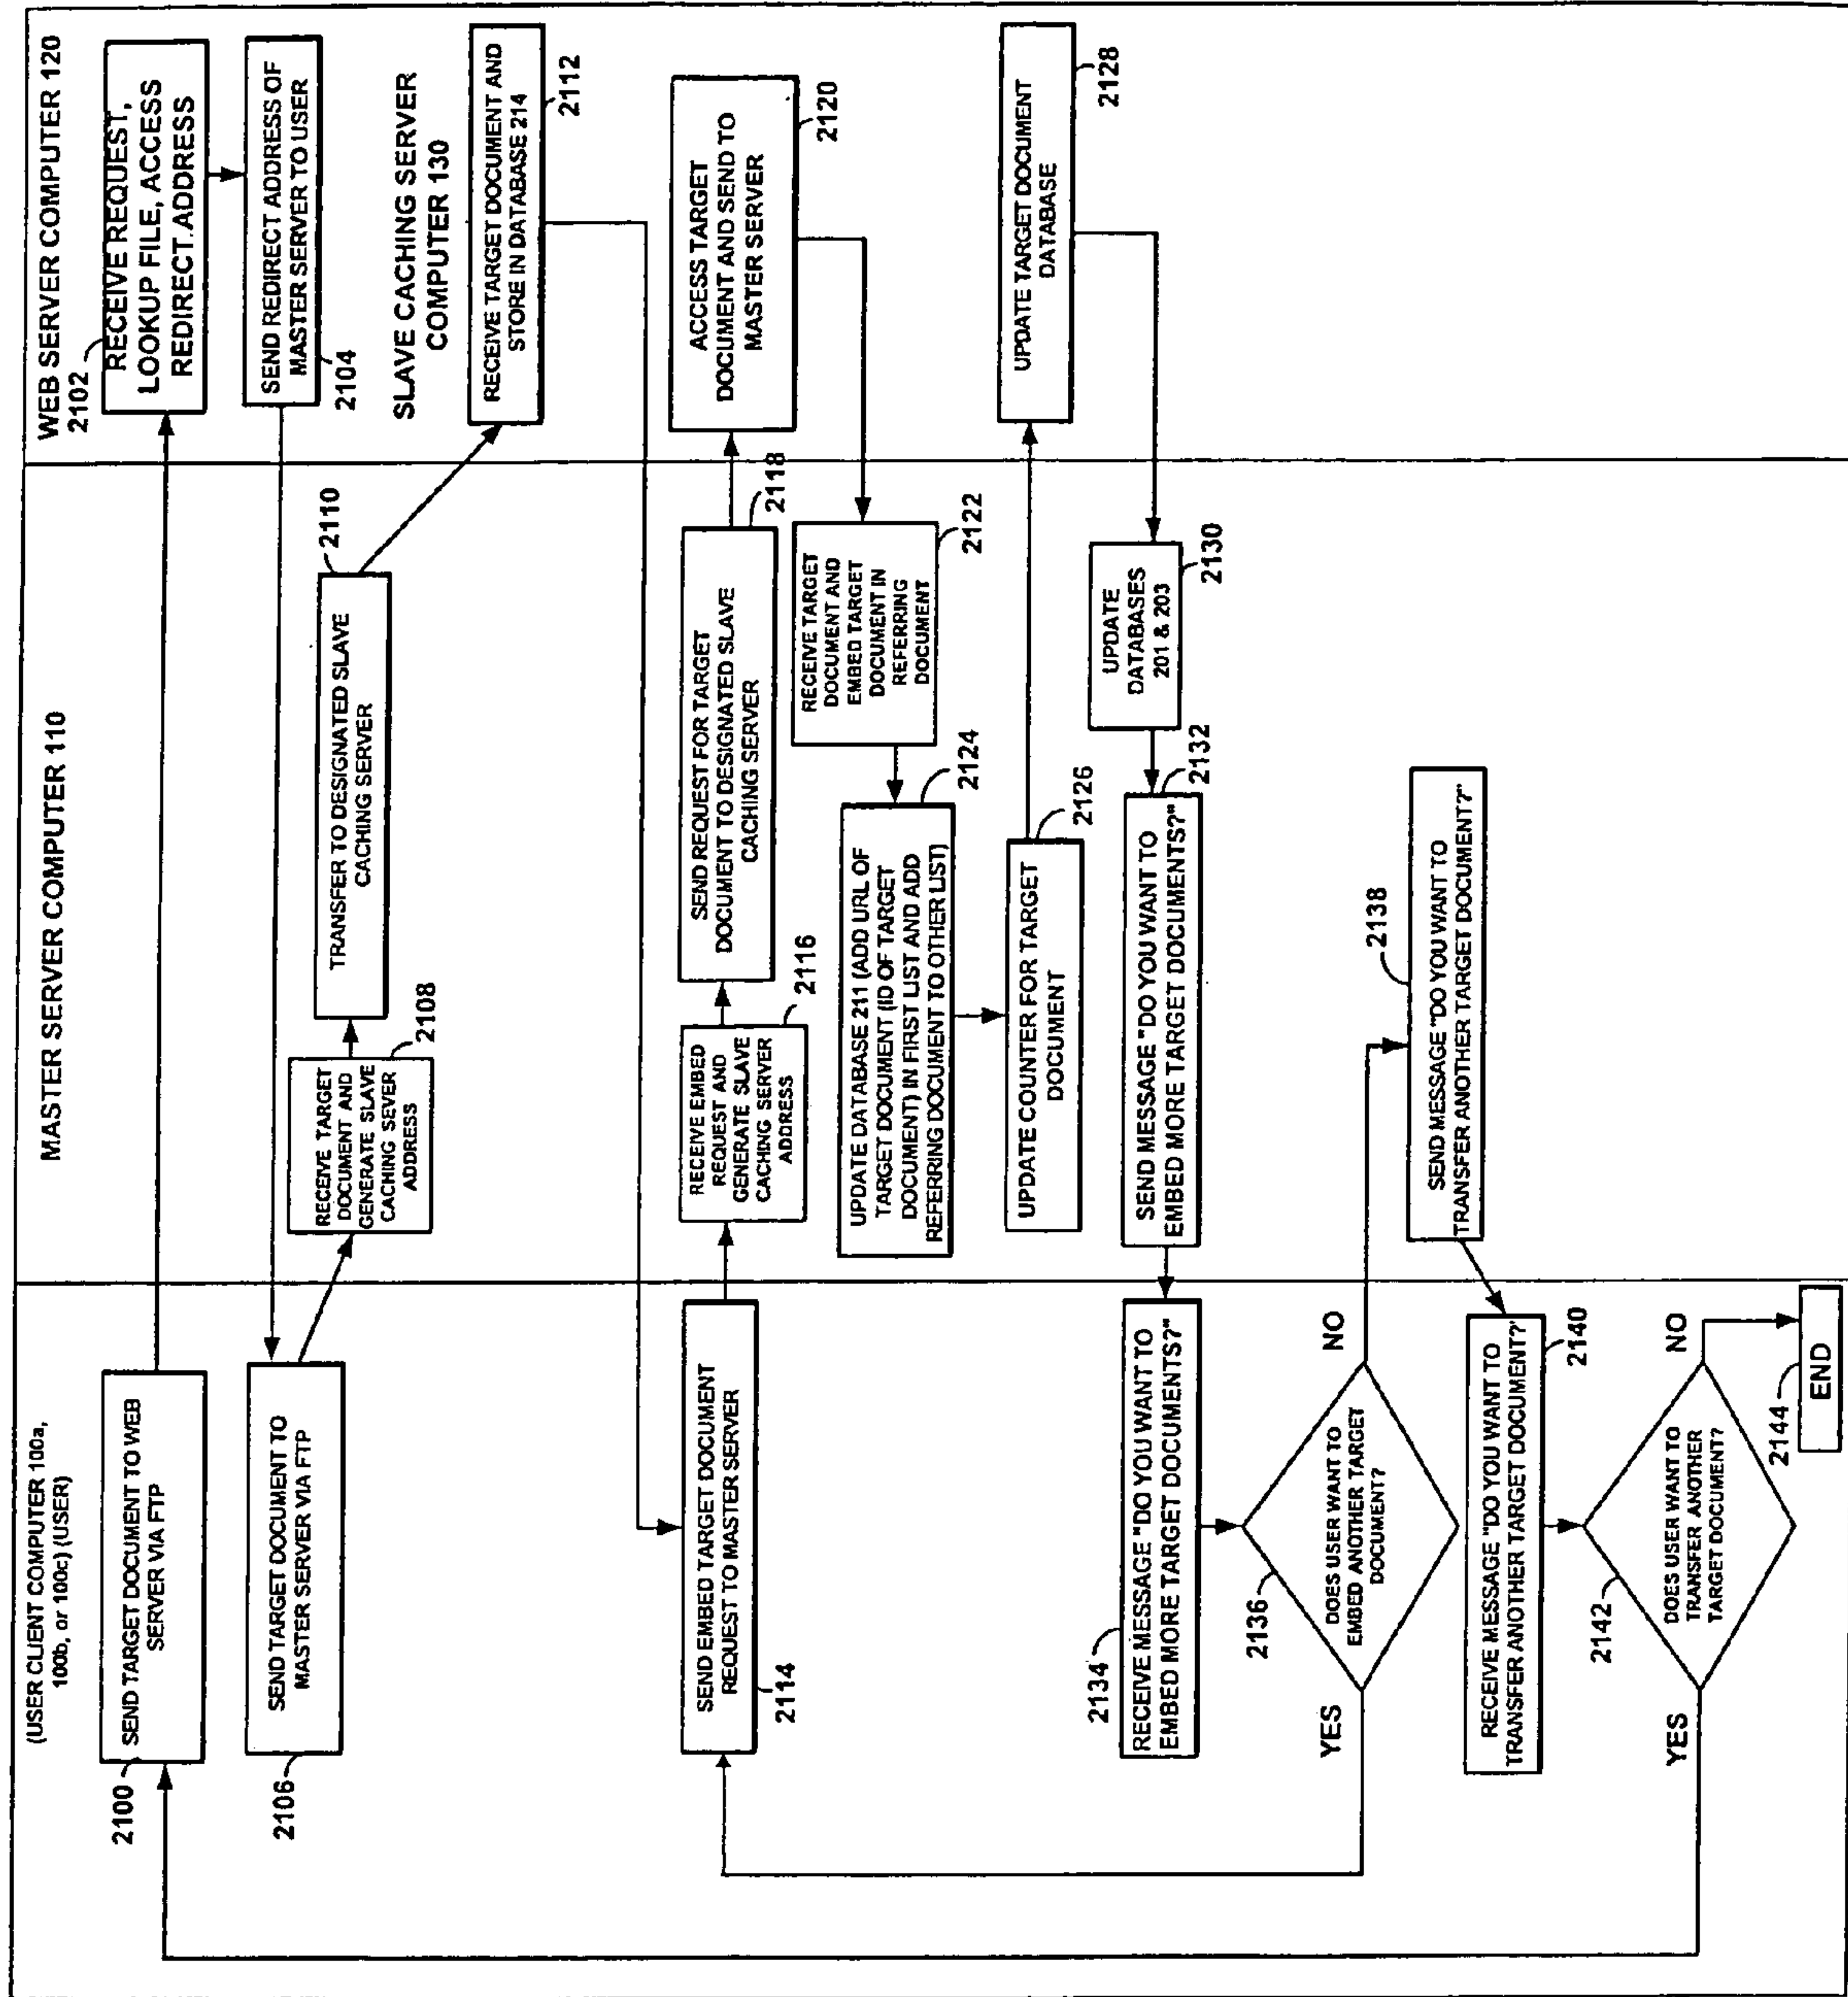 (USER CLIENT COMPUTER 100a,
100b, or 100c) (USER)
MASTER SERVER COMPUTER 110
WEB SERVER COMPUTER 120
2100
SEND TARGET DOCUMENT TO WEB
SERVER VIA FTP
2102
RECEIVE REQUEST,
LOOKUP FILE, ACCESS
REDIRECT.ADDRESS
SEND REDIRECT ADDRESS OF
MASTER SERVER TO USER
2104
2106
SEND TARGET DOCUMENT TO
MASTER SERVER VIA FTP
RECEIVE TARGET
DOCUMENT AND
GENERATE SLAVE
CACHING SEVER
ADDRESS
2108
TRANSFER TO DESIGNATED SLAVE
CACHING SERVER
2110
SLAVE CACHING SERVER
COMPUTER 130
RECEIVE TARGET DOCUMENT AND
STORE IN DATABASE 214
2112
SEND EMBED TARGET DOCUMENT
REQUEST TO MASTER SERVER
2114
RECEIVE EMBED
REQUEST AND
GENERATE SLAVE
CACHING SERVER
ADDRESS
2116
SEND REQUEST FOR TARGET
DOCUMENT TO DESIGNATED SLAVE
CACHING SERVER
2118
ACCESS TARGET
DOCUMENT AND SEND TO
MASTER SERVER
2120
RECEIVE TARGET
DOCUMENT AND
EMBED TARGET
DOCUMENT IN
REFERRING
DOCUMENT
2122
UPDATE DATABASE 211 (ADD URL OF
TARGET DOCUMENT (ID OF TARGET
DOCUMENT) IN FIRST LIST AND ADD
REFERRING DOCUMENT TO OTHER LIST)
2124
UPDATE COUNTER FOR TARGET
DOCUMENT
2126
UPDATE TARGET DOCUMENT
DATABASE
2128
UPDATE
DATABASES
201 & 203
2130
SEND MESSAGE "DO YOU WANT TO
EMBED MORE TARGET DOCUMENTS?"
2132
2134
RECEIVE MESSAGE "DO YOU WANT TO
EMBED MORE TARGET DOCUMENTS?"
2136
DOES USER WANT TO
EMBED ANOTHER TARGET
DOCUMENT?
YES
NO
2138
SEND MESSAGE "DO YOU WANT TO
TRANSFER ANOTHER TARGET DOCUMENT?"
RECEIVE MESSAGE "DO YOU WANT TO
TRANSFER ANOTHER TARGET DOCUMENT?"
2140
2142
DOES USER WANT TO
TRANSFER ANOTHER
TARGET DOCUMENT?
YES
NO
2144
END